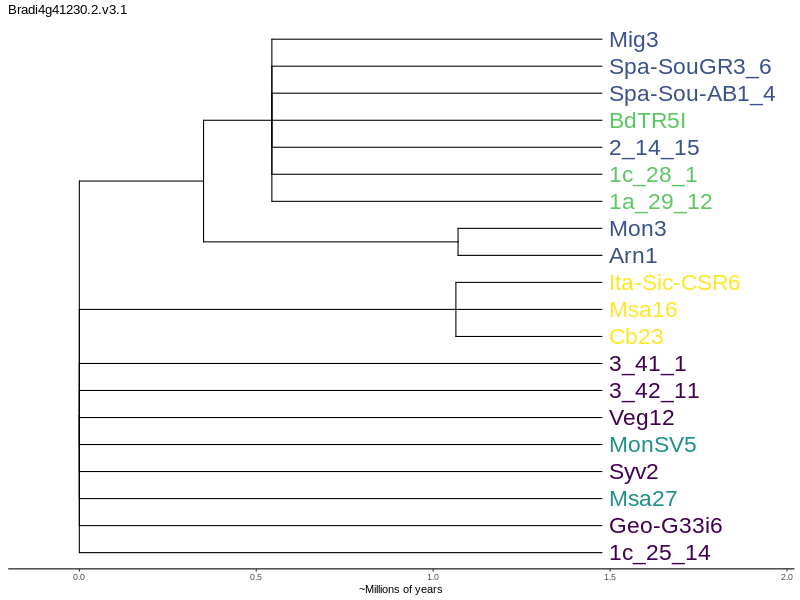 Bradi4g41230.2.v3.1
Mig3
Spa-SouGR3_6
Spa-Sou-AB1_4
BdTR5I
2_14_15
1c_28_1
1a_29_12
Mon3
Arn1
Ita-Sic-CSR6
Msa16
Cb23
3_41_1
3_42_11
Veg12
MonSV5
Syv2
Msa27
Geo-G33i6
1c_25_14
0.0 0.5 1.0 1.5 2.0
~Millions of years